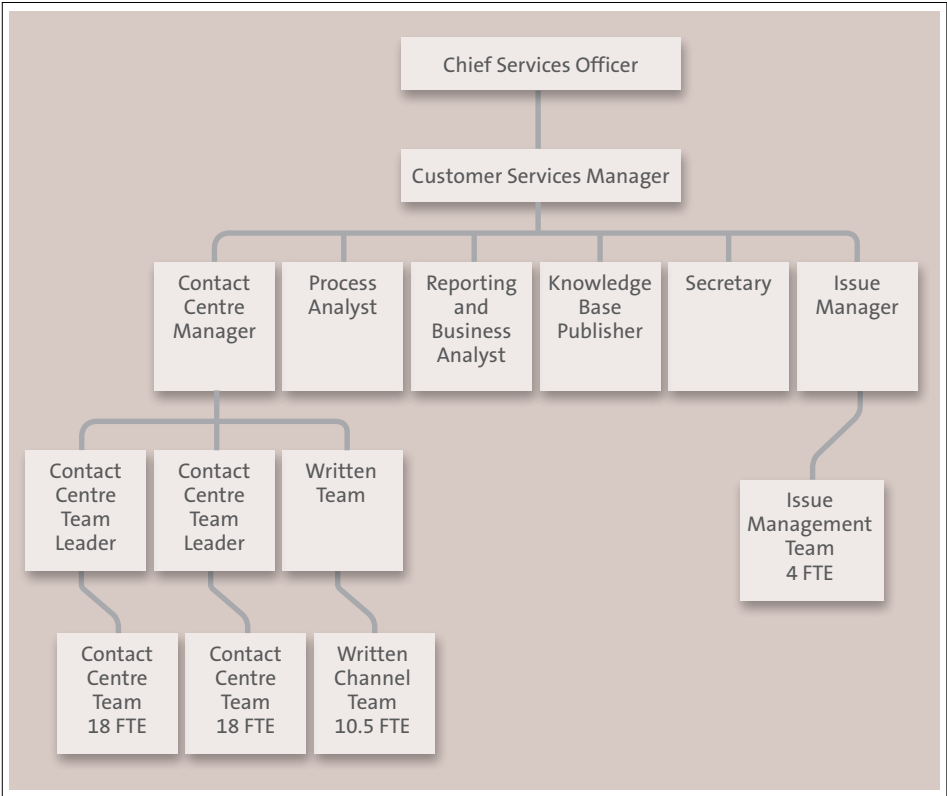 Chief Services Officer
Customer Services Manager
Contact
Centre
Manager
Process
Analyst
Reporting
and
Business
Analyst
Knowledge
Base
Publisher
Secretary
Issue
Manager
Contact
Centre
Team
Leader
Contact
Centre
Team
Leader
Written
Team
Issue
Management
Team
4 FTE
Contact
Centre
Team
18 FTE
Contact
Centre
Team
18 FTE
Written
Channel
Team
10.5 FTE